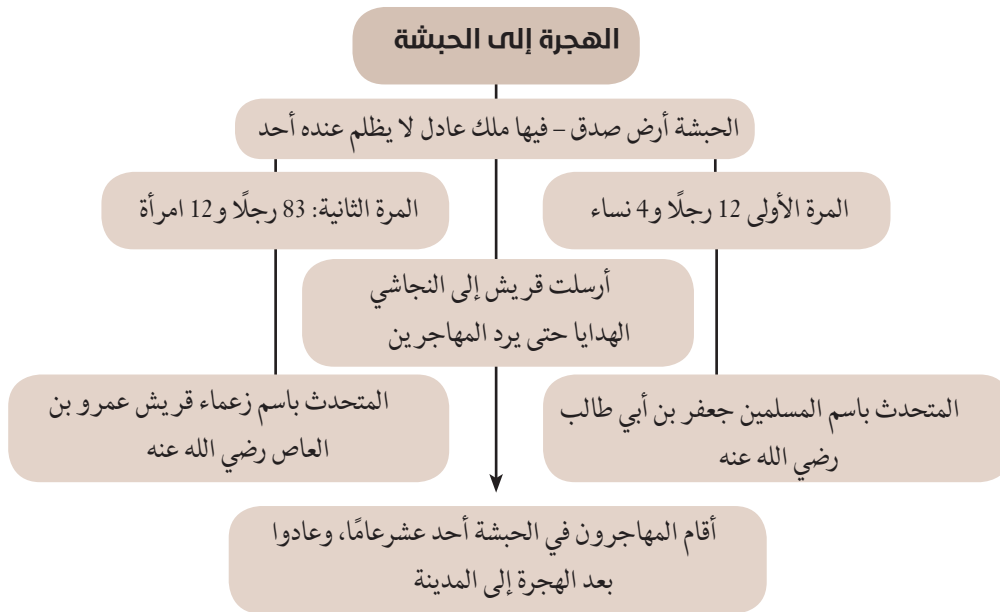 الهجرة إلى الحبشة
الحبشة أرض صدق – فيها ملك عادل لا يظلم عنده أحد
المرة الأولى 12 رجلًا و4 نساء
المرة الثانية: 83 رجلًا و12 امرأة
أرسلت قريش إلى النجاشي
الهدايا حتى يرد المهاجرين
المتحدث باسم المسلمين جعفر بن أبي طالب
رضي الله عنه
المتحدث باسم زعماء قريش عمرو بن
العاص رضي الله عنه
أقام المهاجرون في الحبشة أحد عشرعامًا، وعادوا
بعد الهجرة إلى المدينة